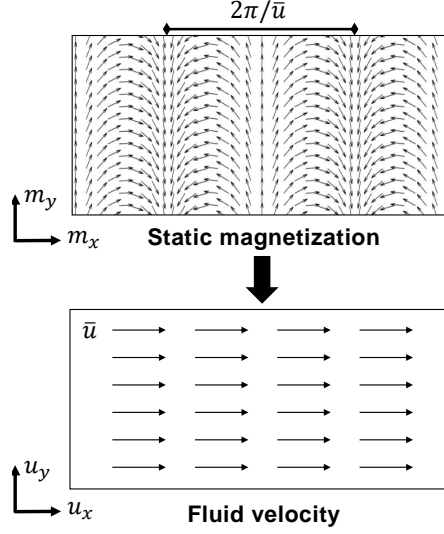 2π/ū
m_y
m_x
Static magnetization
ū
u_y
u_x
Fluid velocity